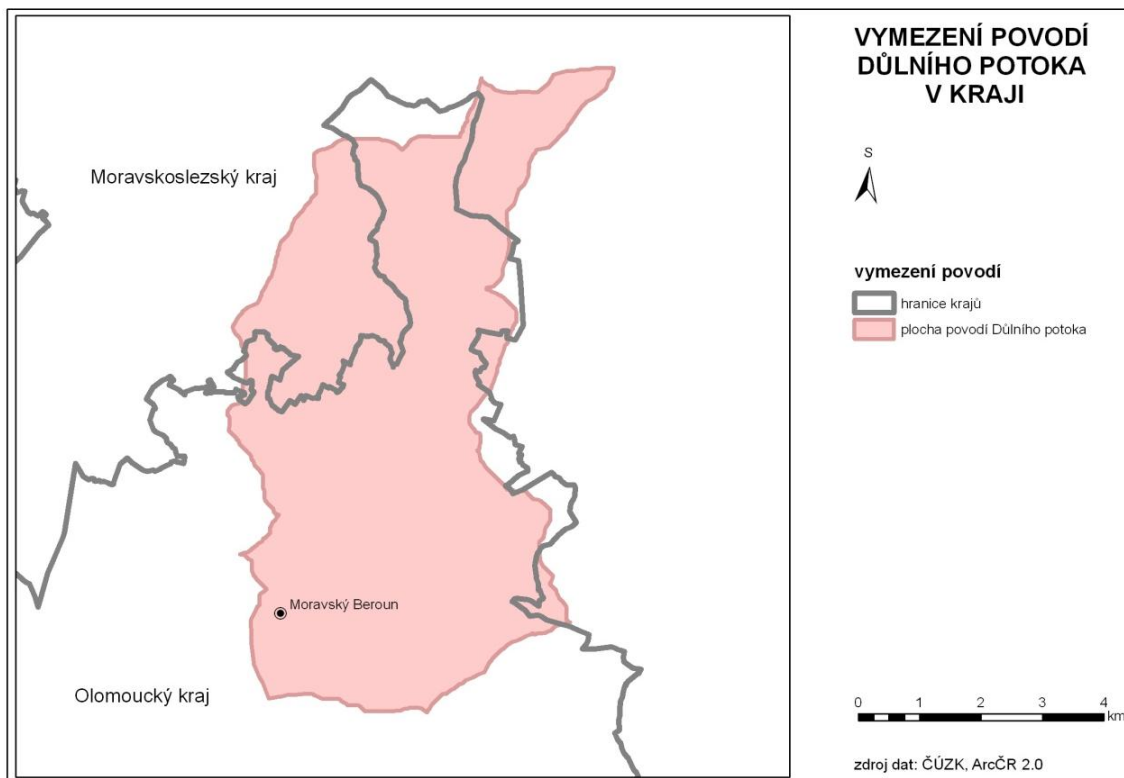 VYMEZENÍ POVODÍ
DŮLNÍHO POTOKA
V KRAJI
S
Moravskoslezský kraj
vymezení povodí
hranice krajů
plocha povodí Důlního potoka
Moravský Beroun
Olomoucký kraj
0 1 2 3 4
km
zdroj dat: ČÚZK, ArcČR 2.0